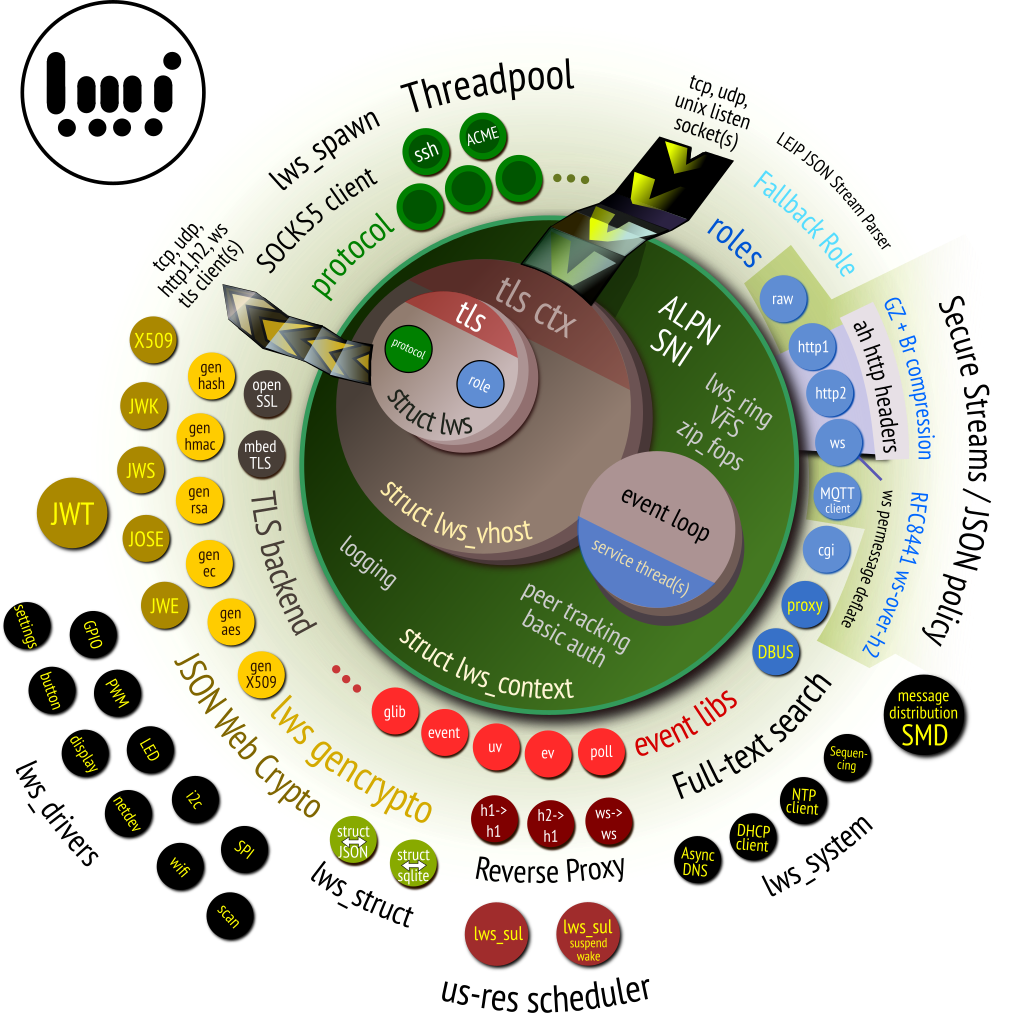 Threadpool
lws_spawn
SOCKS5 client
protocol
ssh
ACME
tcp, udp,
unix listen
socket(s)
LEJP JSON Stream Parser
Fallback Role
roles
tcp, udp,
http1,h2, ws
tls client(s)
tls ctx
tls
protocol
role
struct lws
ALPN
SNI
lws_ring
VFS
zip_fops
struct lws_vhost
event loop
service thread(s)
logging
peer tracking
basic auth
struct lws_context
raw
http1
http2
ws
MQTT
client
cgi
proxy
DBUS
ah http headers
GZ + Br compression
ws permessage deflate
RFC8441 ws-over-h2
Secure Streams / JSON policy
X509
JWK
JWS
JWT
JOSE
JWE
gen
hash
gen
hmac
gen
rsa
gen
ec
gen
aes
gen
X509
open
SSL
mbed
TLS
TLS backend
JSON Web Crypto
lws gencrypto
glib
event
uv
ev
poll
event libs
Full-text search
message
distribution
SMD
Sequen-
cing
NTP
client
DHCP
client
Async
DNS
lws_system
h1->
h1
h2->
h1
ws->
ws
Reverse Proxy
struct
JSON
struct
sqlite
lws_struct
lws_sul
lws_sul
suspend
wake
us-res scheduler
settings
GPIO
button
PWM
display
LED
netdev
i2c
wifi
SPI
scan
lws_drivers